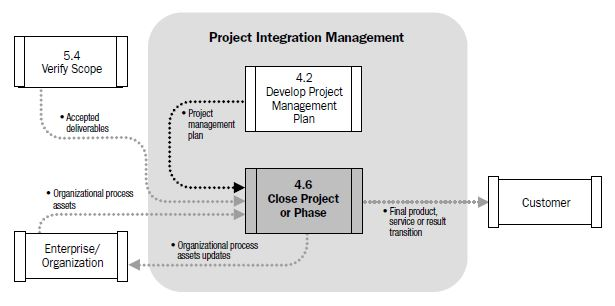 Project Integration Management
5.4
Verify Scope
4.2
Develop Project
Management
Plan
• Accepted
deliverables
• Project
management
plan
• Organizational process
assets
4.6
Close Project
or Phase
Customer
• Final product,
service or result
transition
Enterprise/
Organization
• Organizational process
assets updates